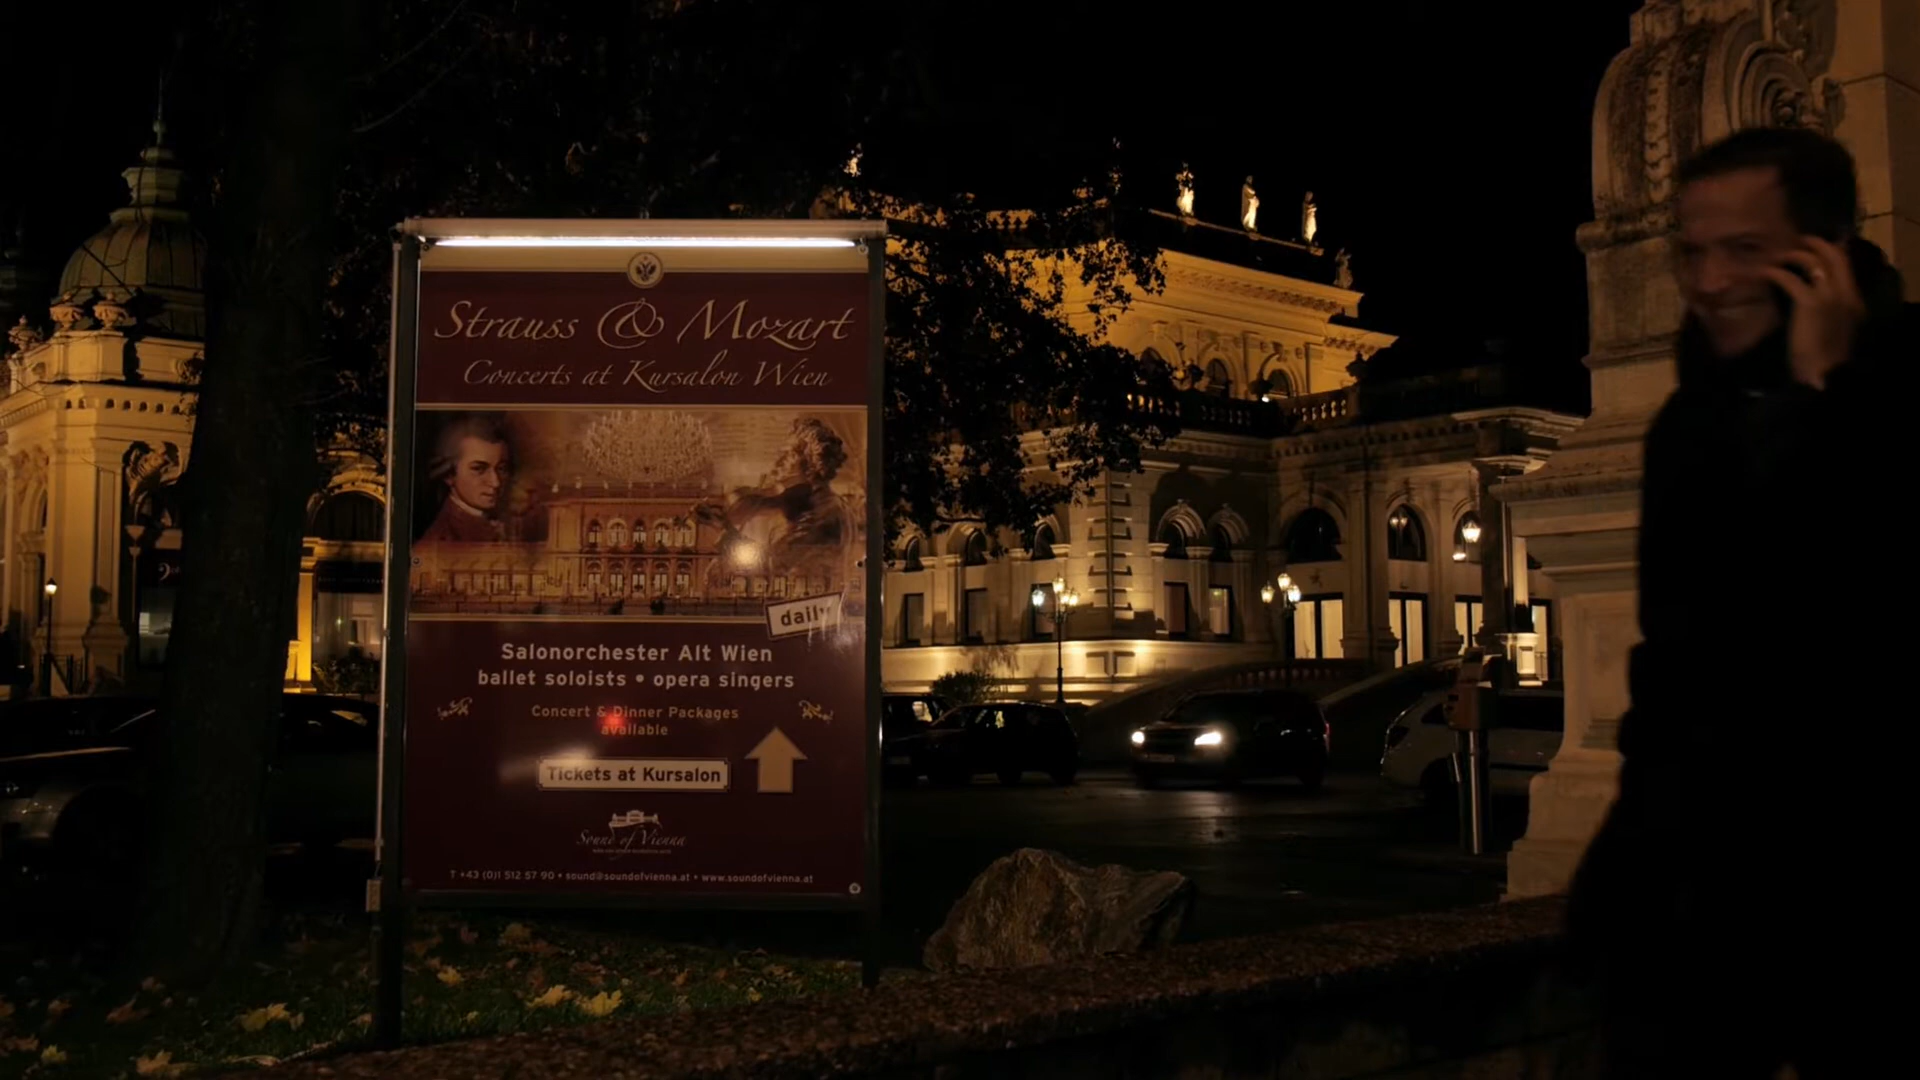 Strauss & Mozart
Concerts at Kursalon Wien
daily
Salonorchester Alt Wien
ballet soloists • opera singers
Concert & Dinner Packages
available
Tickets at Kursalon
Sound of Vienna
T +43 (0)1 512 57 90 • sound@soundofvienna.at • www.soundofvienna.at